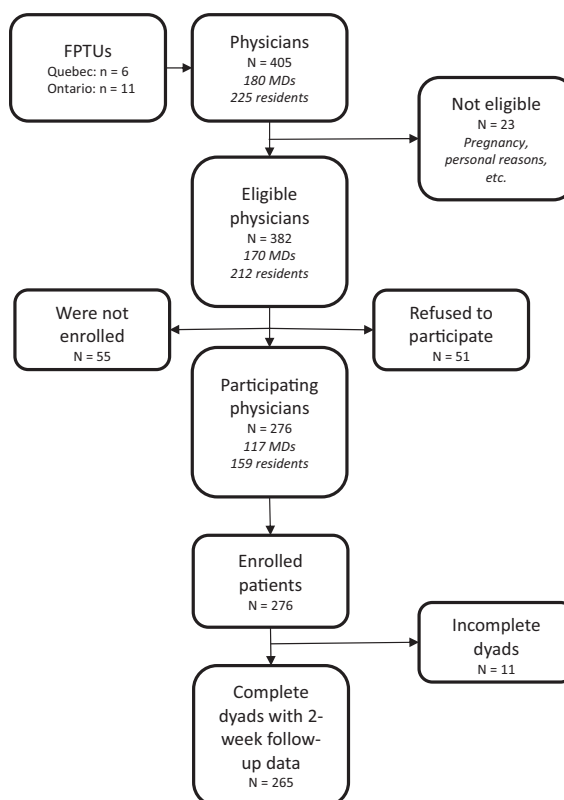 FPTUs
Quebec: n = 6
Ontario: n = 11
Physicians
N = 405
180 MDs
225 residents
Not eligible
N = 23
Pregnancy,
personal reasons,
etc.
Eligible
physicians
N = 382
170 MDs
212 residents
Were not
enrolled
N = 55
Refused to
participate
N = 51
Participating
physicians
N = 276
117 MDs
159 residents
Enrolled
patients
N = 276
Incomplete
dyads
N = 11
Complete
dyads with 2-
week follow-
up data
N = 265